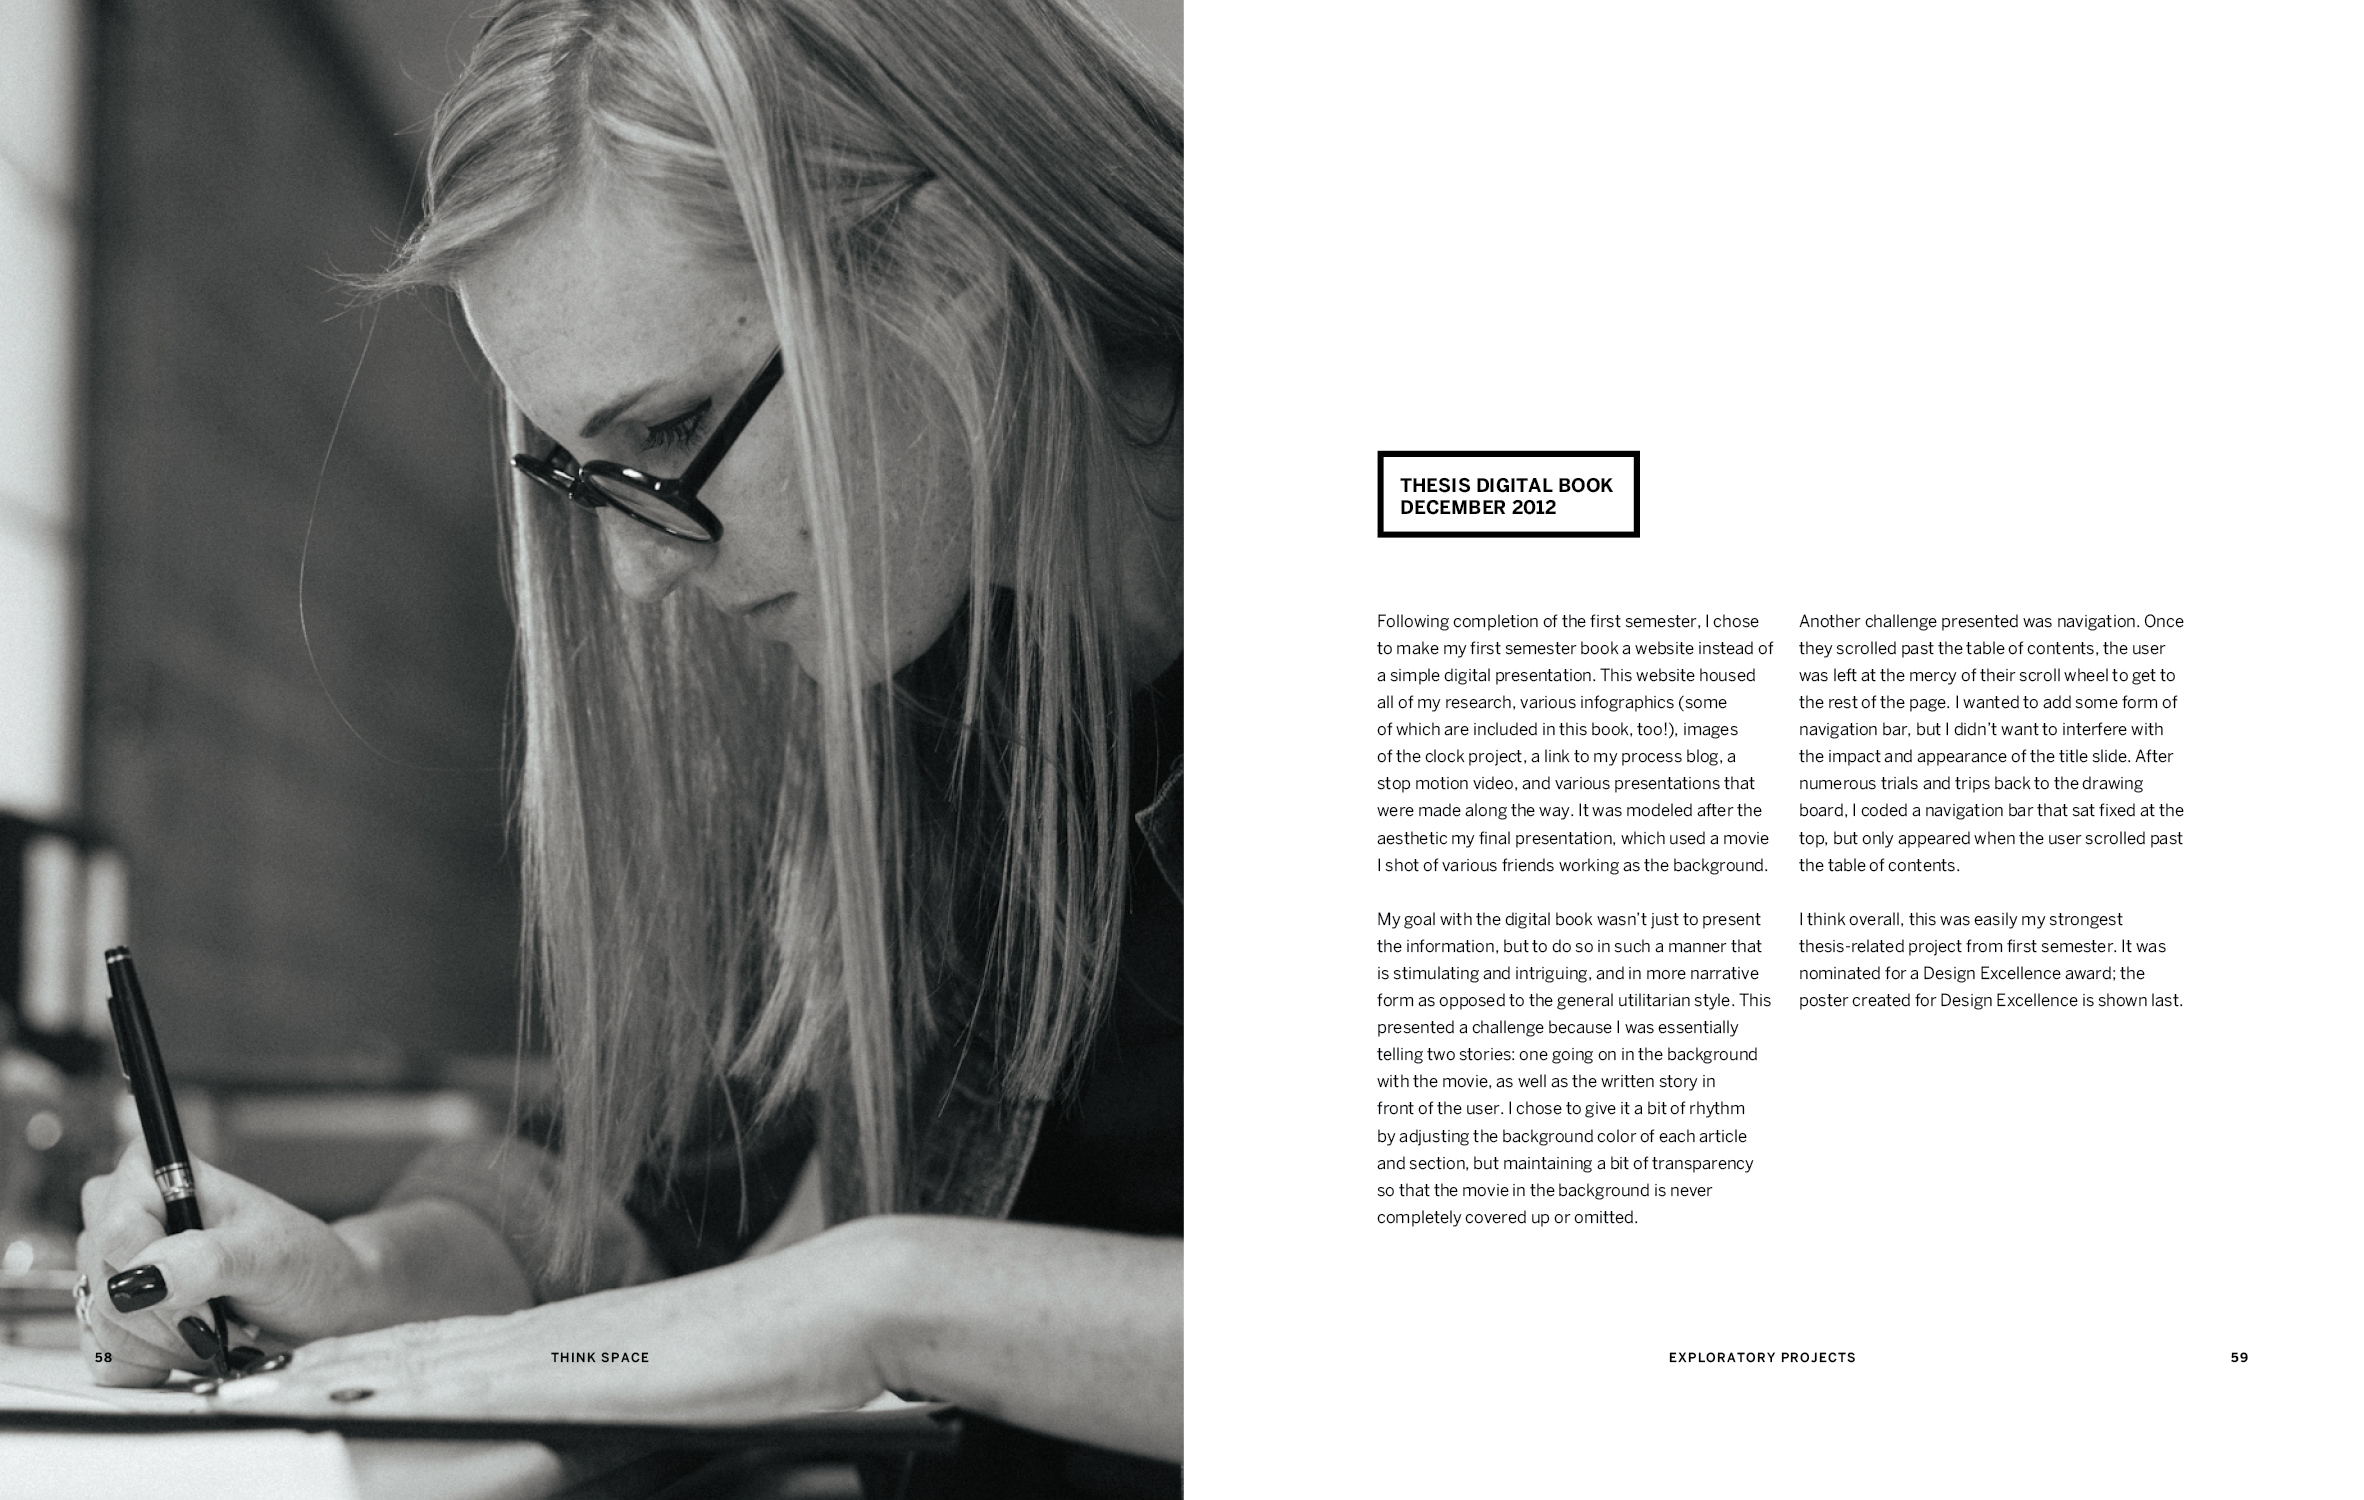 58
THINK SPACE
THESIS DIGITAL BOOK
DECEMBER 2012
Following completion of the first semester, I chose
to make my first semester book a website instead of
a simple digital presentation. This website housed
all of my research, various infographics (some
of which are included in this book, too!), images
of the clock project, a link to my process blog, a
stop motion video, and various presentations that
were made along the way. It was modeled after the
aesthetic my final presentation, which used a movie
I shot of various friends working as the background.
My goal with the digital book wasn’t just to present
the information, but to do so in such a manner that
is stimulating and intriguing, and in more narrative
form as opposed to the general utilitarian style. This
presented a challenge because I was essentially
telling two stories: one going on in the background
with the movie, as well as the written story in
front of the user. I chose to give it a bit of rhythm
by adjusting the background color of each article
and section, but maintaining a bit of transparency
so that the movie in the background is never
completely covered up or omitted.
Another challenge presented was navigation. Once
they scrolled past the table of contents, the user
was left at the mercy of their scroll wheel to get to
the rest of the page. I wanted to add some form of
navigation bar, but I didn’t want to interfere with
the impact and appearance of the title slide. After
numerous trials and trips back to the drawing
board, I coded a navigation bar that sat fixed at the
top, but only appeared when the user scrolled past
the table of contents.
I think overall, this was easily my strongest
thesis-related project from first semester. It was
nominated for a Design Excellence award; the
poster created for Design Excellence is shown last.
EXPLORATORY PROJECTS
59